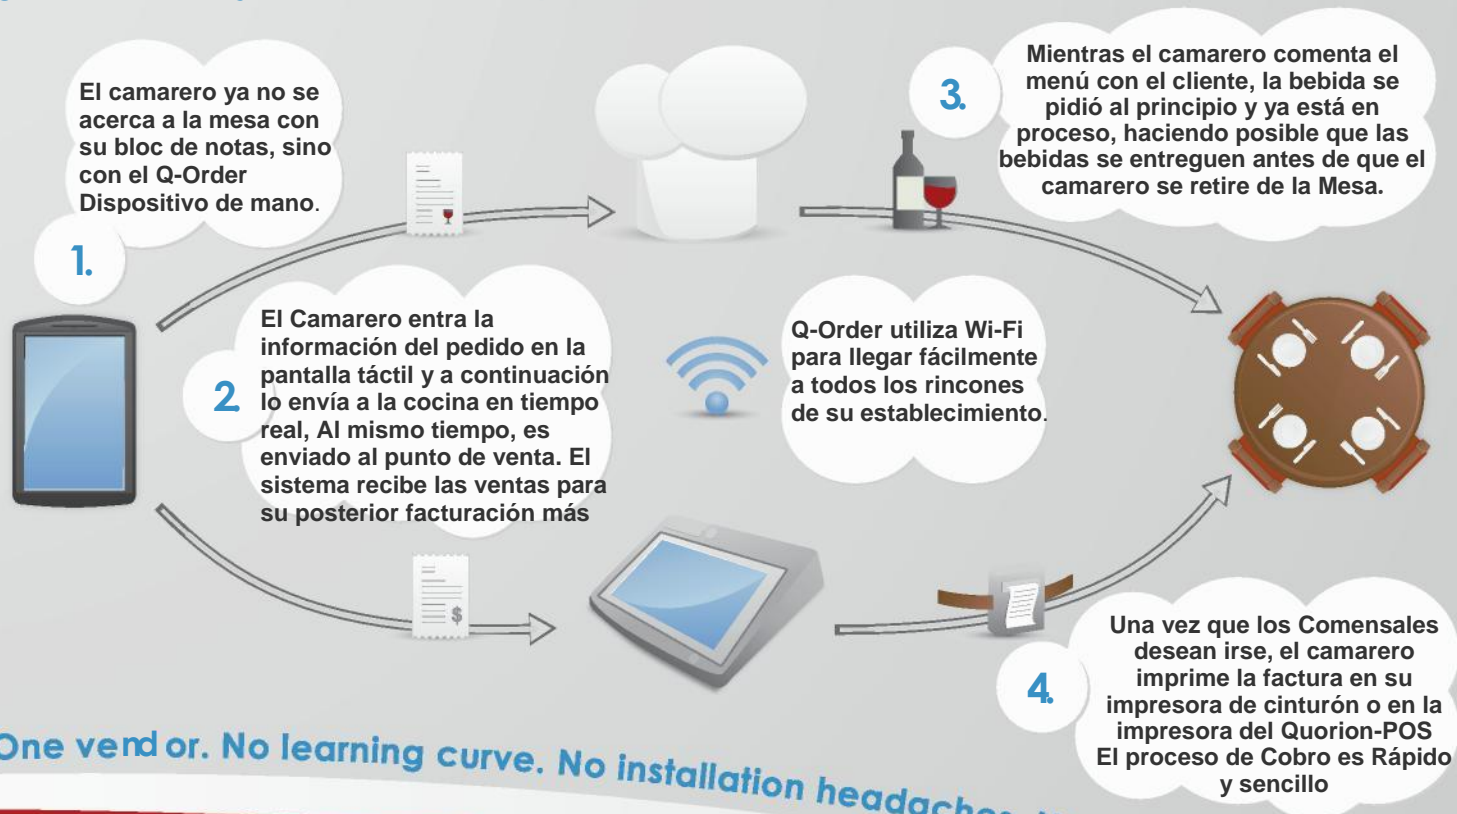 El camarero ya no se
acerca a la mesa con
su bloc de notas, sino
con el Q-Order
Dispositivo de mano.
1.
2.
El Camarero entra la
información del pedido en la
pantalla táctil y a continuación
lo envía a la cocina en tiempo
real, Al mismo tiempo, es
enviado al punto de venta. El
sistema recibe las ventas para
su posterior facturación más
Q-Order utiliza Wi-Fi
para llegar fácilmente
a todos los rincones
de su establecimiento.
3.
Mientras el camarero comenta el
menú con el cliente, la bebida se
pidió al principio y ya está en
proceso, haciendo posible que las
bebidas se entreguen antes de que el
camarero se retire de la Mesa.
$
4.
Una vez que los Comensales
desean irse, el camarero
imprime la factura en su
impresora de cinturón o en la
impresora del Quorion-POS
El proceso de Cobro es Rápido
y sencillo
One vendor. No learning curve. No installation headaches